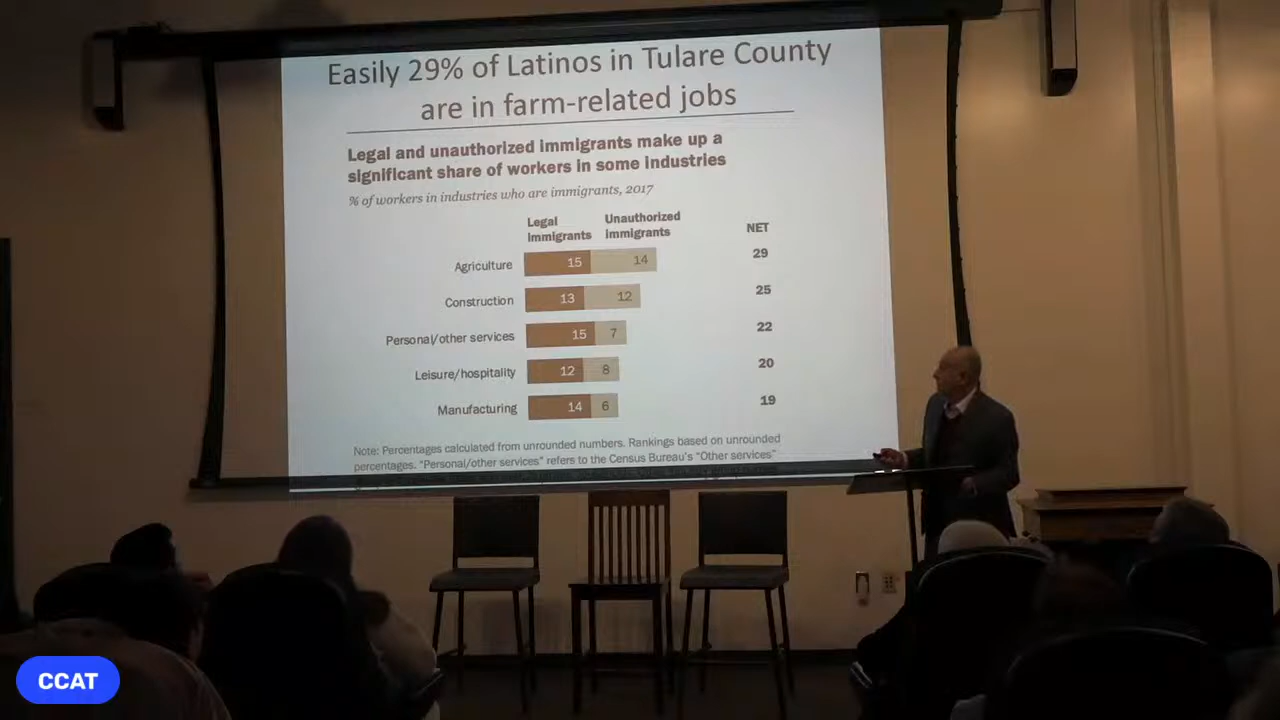 Easily 29% of Latinos in Tulare County
are in farm-related jobs
Legal and unauthorized immigrants make up a
significant share of workers in some industries
% of workers in industries who are immigrants, 2017
Legal immigrants Unauthorized immigrants NET
Agriculture 15 14 29
Construction 13 12 25
Personal/other services 15 7 22
Leisure/hospitality 12 8 20
Manufacturing 14 6 19
Note: Percentages calculated from unrounded numbers. Rankings based on unrounded
percentages. "Personal/other services" refers to the Census Bureau's "Other services"
CCAT